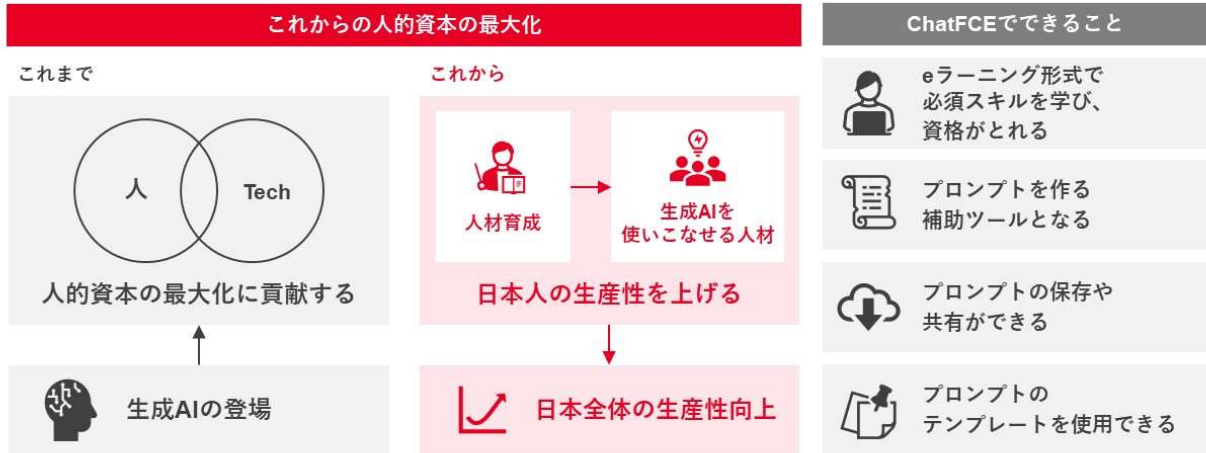 これからの人的資本の最大化
これまで
人
Tech
人的資本の最大化に貢献する
生成AIの登場
これから
人材育成
生成AIを
使いこなせる人材
日本人の生産性を上げる
日本全体の生産性向上
ChatFCEでできること
eラーニング形式で
必須スキルを学び、
資格がとれる
プロンプトを作る
補助ツールとなる
プロンプトの保存や
共有ができる
プロンプトの
テンプレートを使用できる